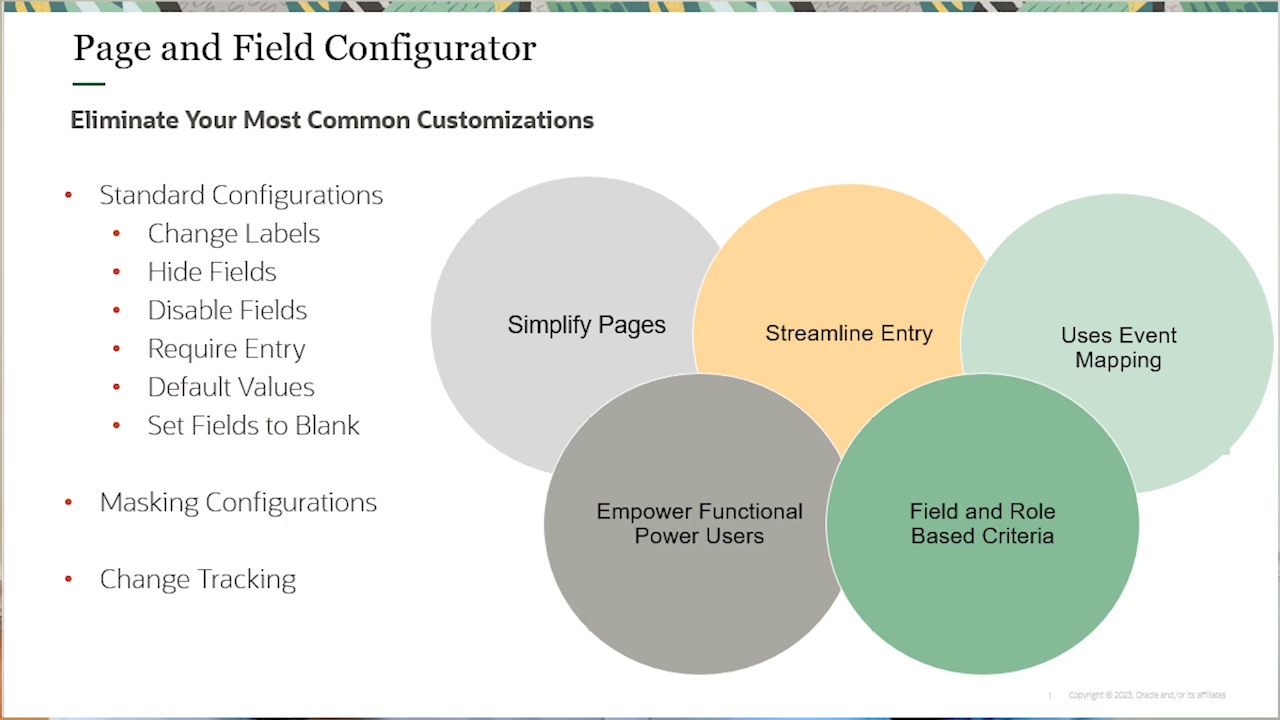 Page and Field Configurator
Eliminate Your Most Common Customizations
• Standard Configurations
• Change Labels
• Hide Fields
• Disable Fields
• Require Entry
• Default Values
• Set Fields to Blank
• Masking Configurations
• Change Tracking
Simplify Pages
Streamline Entry
Uses Event
Mapping
Empower Functional
Power Users
Field and Role
Based Criteria
1 Copyright © 2023, Oracle and/or its affiliates